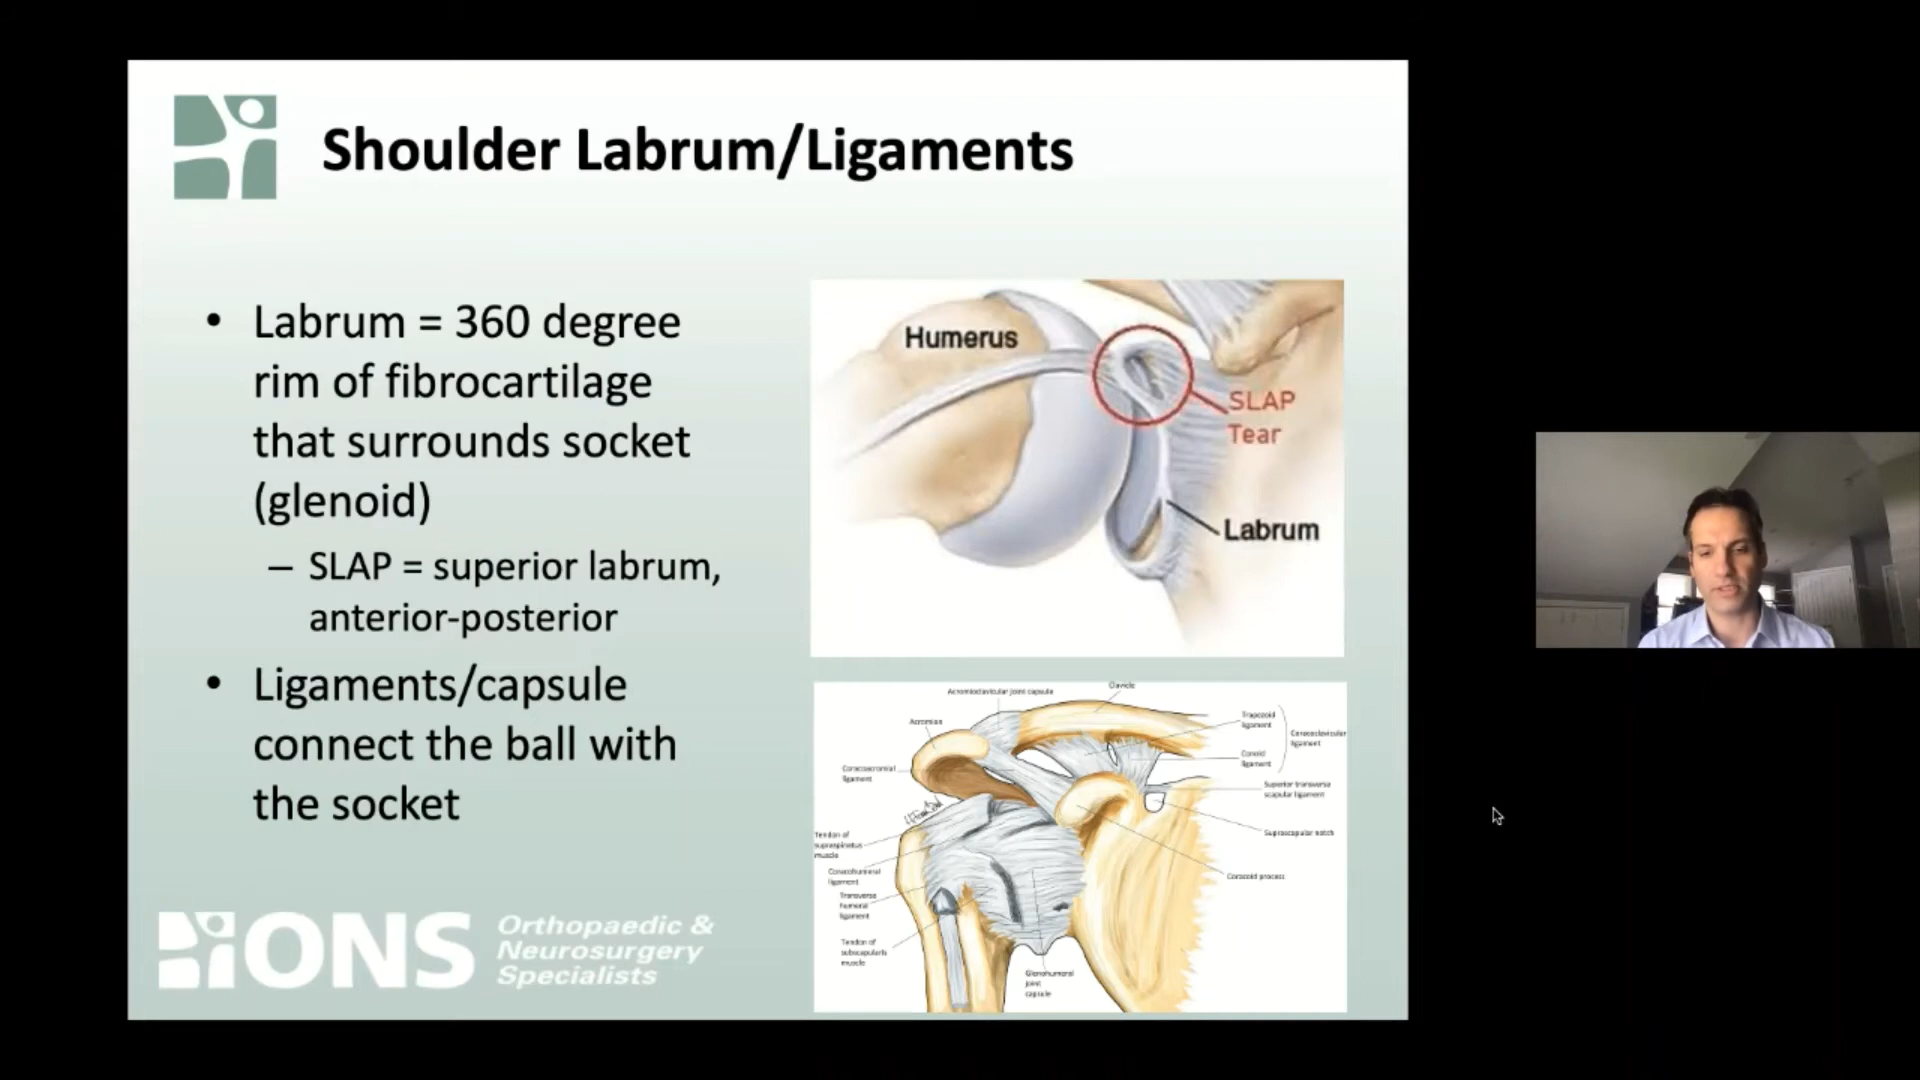 Shoulder Labrum/Ligaments
• Labrum = 360 degree
rim of fibrocartilage
that surrounds socket
(glenoid)
– SLAP = superior labrum,
anterior-posterior
• Ligaments/capsule
connect the ball with
the socket
Humerus
SLAP
Tear
Labrum
Acromioclavicular joint capsule
Clavicle
Acromion
Trapezoid
ligament
Coracoclavicular
ligament
Conoid
ligament
Coracoacromial
ligament
Superior transverse
scapular ligament
Suprascapular notch
Tendon of
supraspinatus
muscle
Coracohumeral
ligament
Coracoid process
Transverse
humeral
ligament
Tendon of
subscapularis
muscle
Glenohumeral
joint
capsule
ONS
Orthopaedic &
Neurosurgery
Specialists